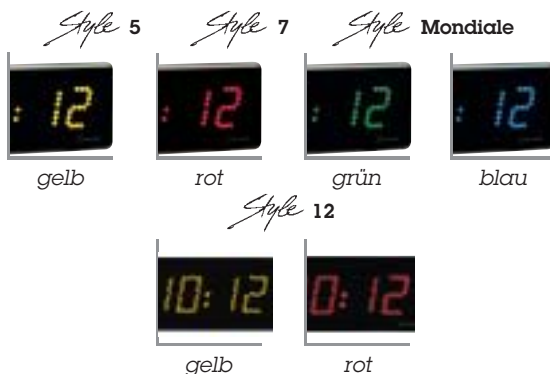 Style 5 Style 7 Style Mondiale
: 12 : 12 : 12 : 12
gelb rot grün blau
Style 12
10: 12 0: 12
gelb rot